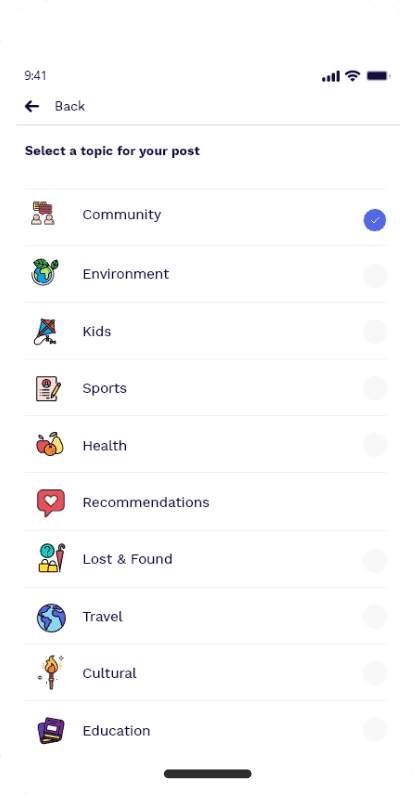 9:41
Back
Select a topic for your post
Community
Environment
Kids
Sports
Health
Recommendations
Lost & Found
Travel
Cultural
Education